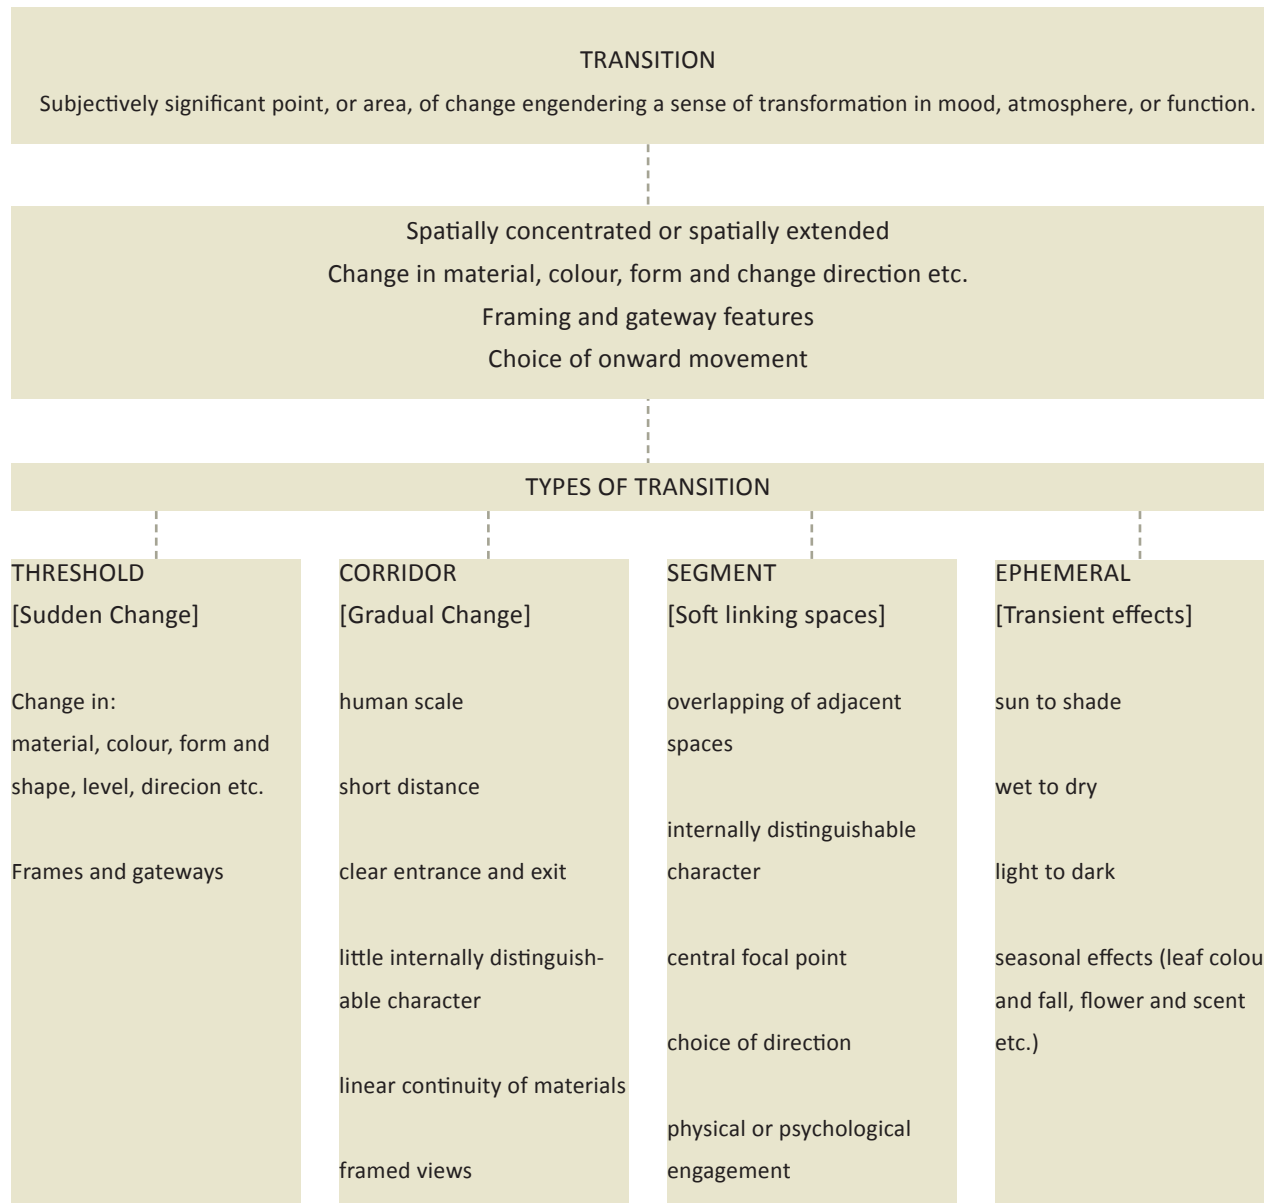 TRANSITION
Subjectively significant point, or area, of change engendering a sense of transformation in mood, atmosphere, or function.
Spatially concentrated or spatially extended
Change in material, colour, form and change direction etc.
Framing and gateway features
Choice of onward movement
TYPES OF TRANSITION
THRESHOLD
[Sudden Change]
Change in:
material, colour, form and
shape, level, direcion etc.
Frames and gateways
CORRIDOR
[Gradual Change]
human scale
short distance
clear entrance and exit
little internally distinguish-
able character
linear continuity of materials
framed views
SEGMENT
[Soft linking spaces]
overlapping of adjacent
spaces
internally distinguishable
character
central focal point
choice of direction
physical or psychological
engagement
EPHEMERAL
[Transient effects]
sun to shade
wet to dry
light to dark
seasonal effects (leaf colou
and fall, flower and scent
etc.)